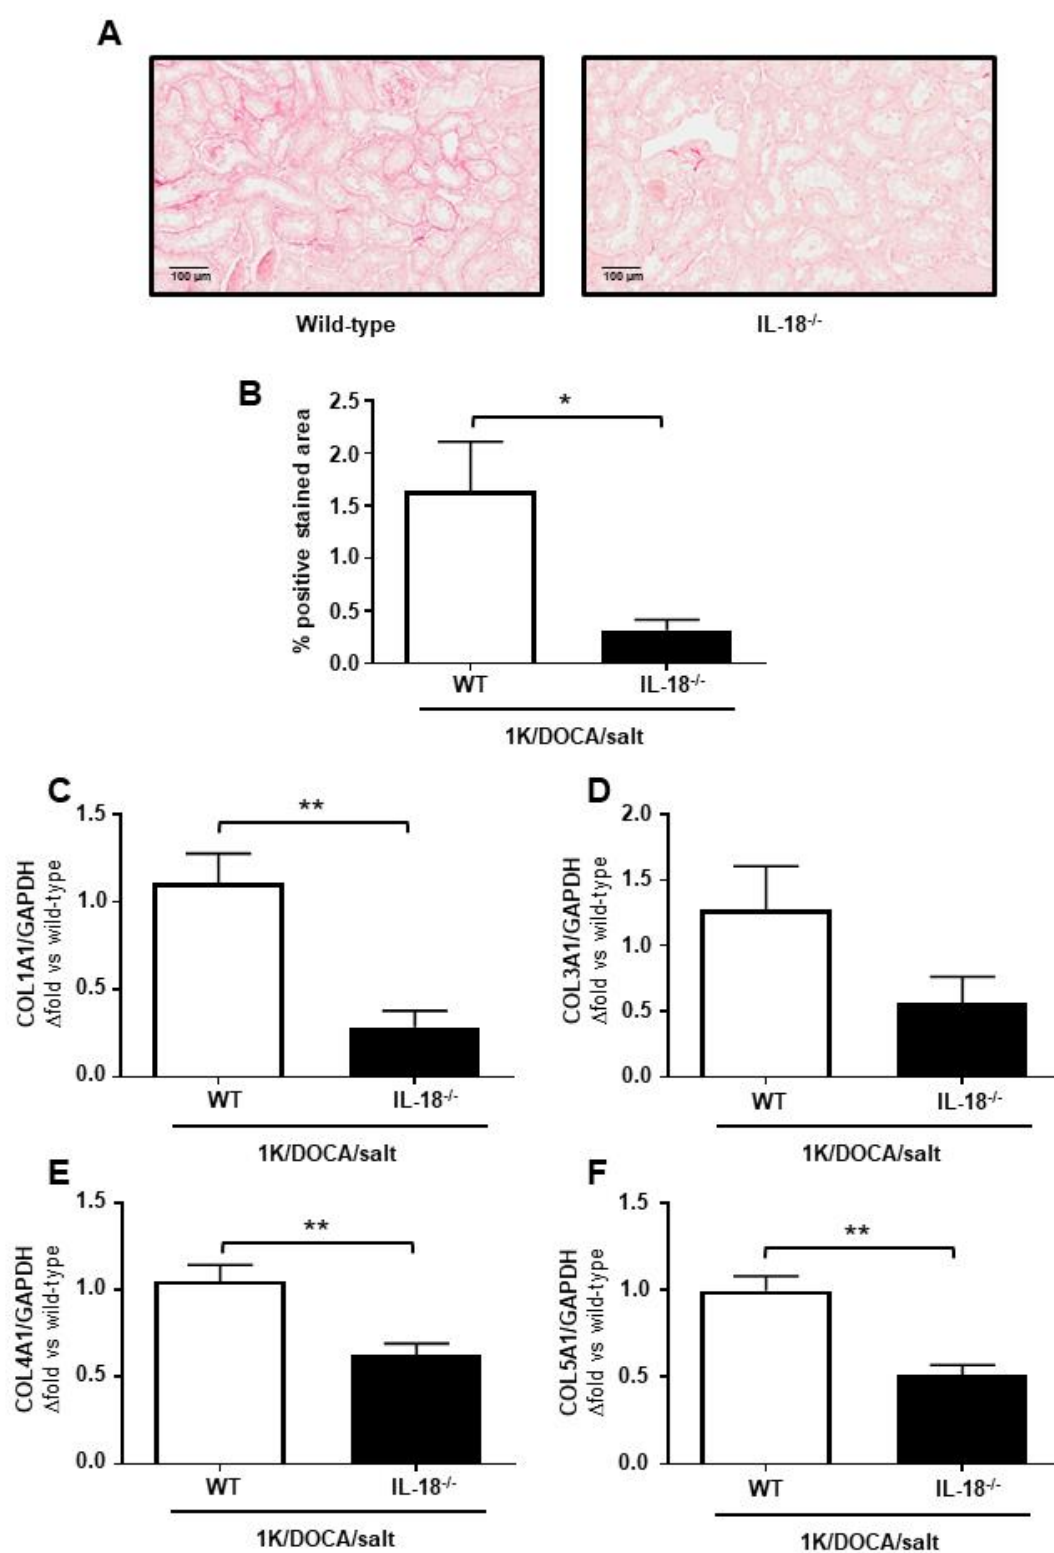 A
100 µm
100 µm
Wild-type
IL-18-/-
B
% positive stained area
2.5
2.0
1.5
1.0
0.5
0.0
*
WT
IL-18-/-
1K/DOCA/salt
C
COL1A1/GAPDH
Δfold vs wild-type
1.5
1.0
0.5
0.0
**
WT
IL-18-/-
1K/DOCA/salt
D
COL3A1/GAPDH
Δfold vs wild-type
2.0
1.5
1.0
0.5
0.0
WT
IL-18-/-
1K/DOCA/salt
E
COL4A1/GAPDH
Δfold vs wild-type
1.5
1.0
0.5
0.0
**
WT
IL-18-/-
1K/DOCA/salt
F
COL5A1/GAPDH
Δfold vs wild-type
1.5
1.0
0.5
0.0
**
WT
IL-18-/-
1K/DOCA/salt